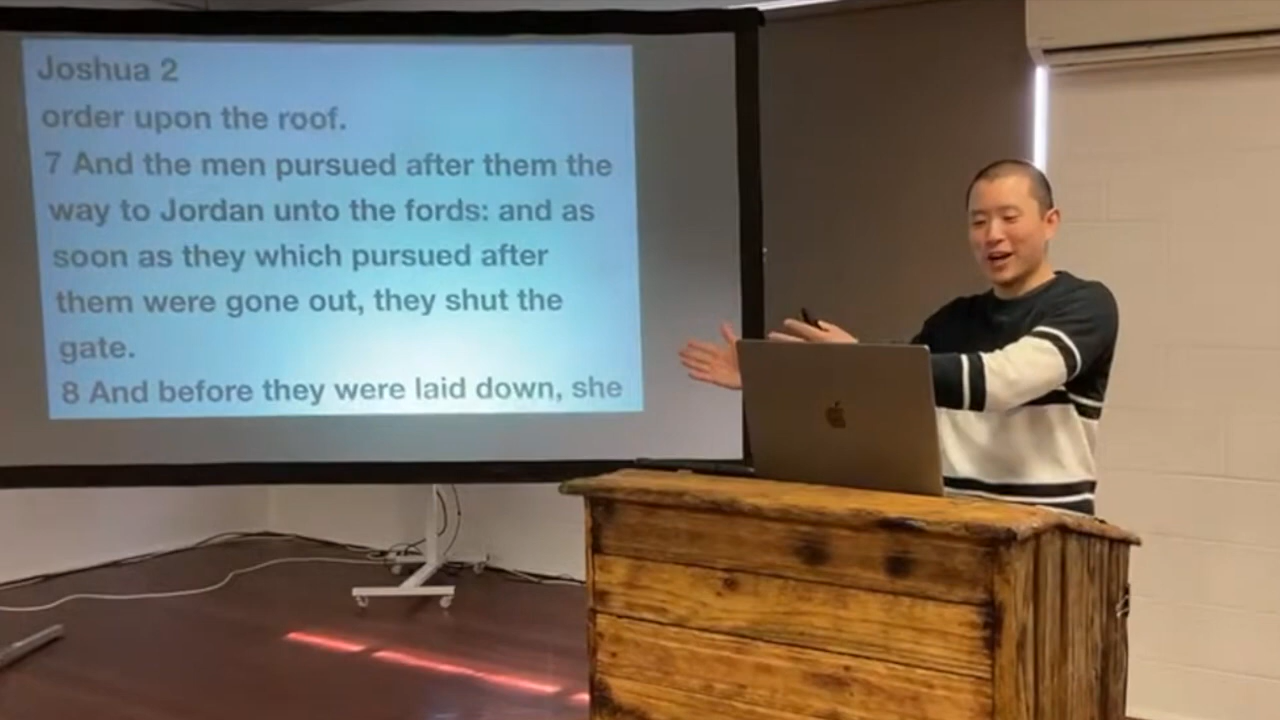 Joshua 2
order upon the roof.
7 And the men pursued after them the
way to Jordan unto the fords: and as
soon as they which pursued after
them were gone out, they shut the
gate.
8 And before they were laid down, she